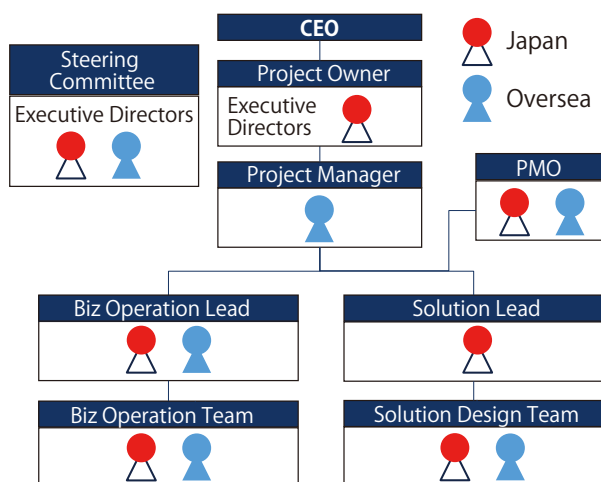 CEO
Japan
Oversea
Steering
Committee
Executive Directors
Project Owner
Executive
Directors
Project Manager
PMO
Biz Operation Lead
Solution Lead
Biz Operation Team
Solution Design Team